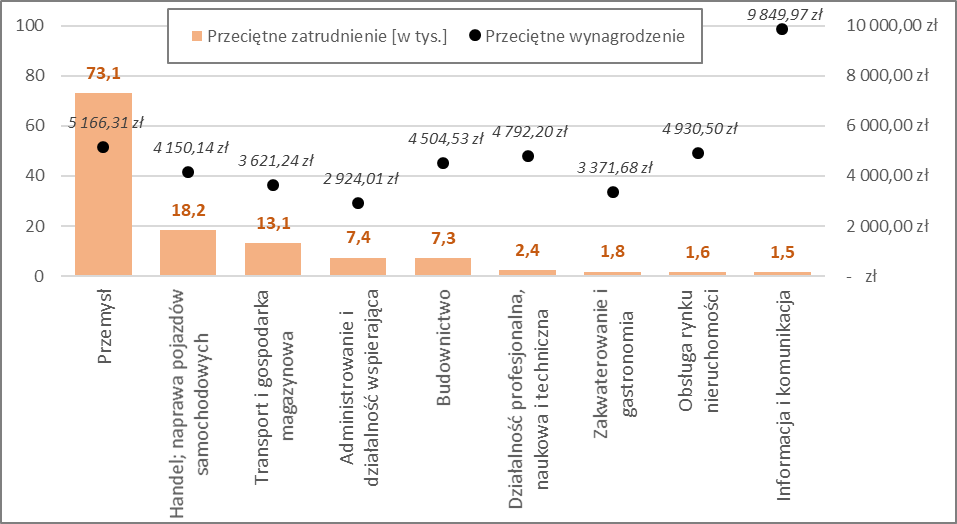 9 849,97 zł
100
10 000,00 zł
Przeciętne zatrudnienie [w tys.]
Przeciętne wynagrodzenie
80
73,1
8 000,00 zł
60
5 166,31 zł
4 150,14 zł
3 621,24 zł
2 924,01 zł
4 504,53 zł
4 792,20 zł
3 371,68 zł
4 930,50 zł
6 000,00 zł
40
4 000,00 zł
20
18,2
13,1
7,4
7,3
2,4
1,8
1,6
1,5
2 000,00 zł
0
- zł
Przemysł
Handel; naprawa pojazdów
samochodowych
Transport i gospodarka
magazynowa
Administrowanie i
działalność wspierająca
Budownictwo
Działalność profesjonalna,
naukowa i techniczna
Zakwaterowanie i
gastronomia
Obsługa rynku
nieruchomości
Informacja i komunikacja